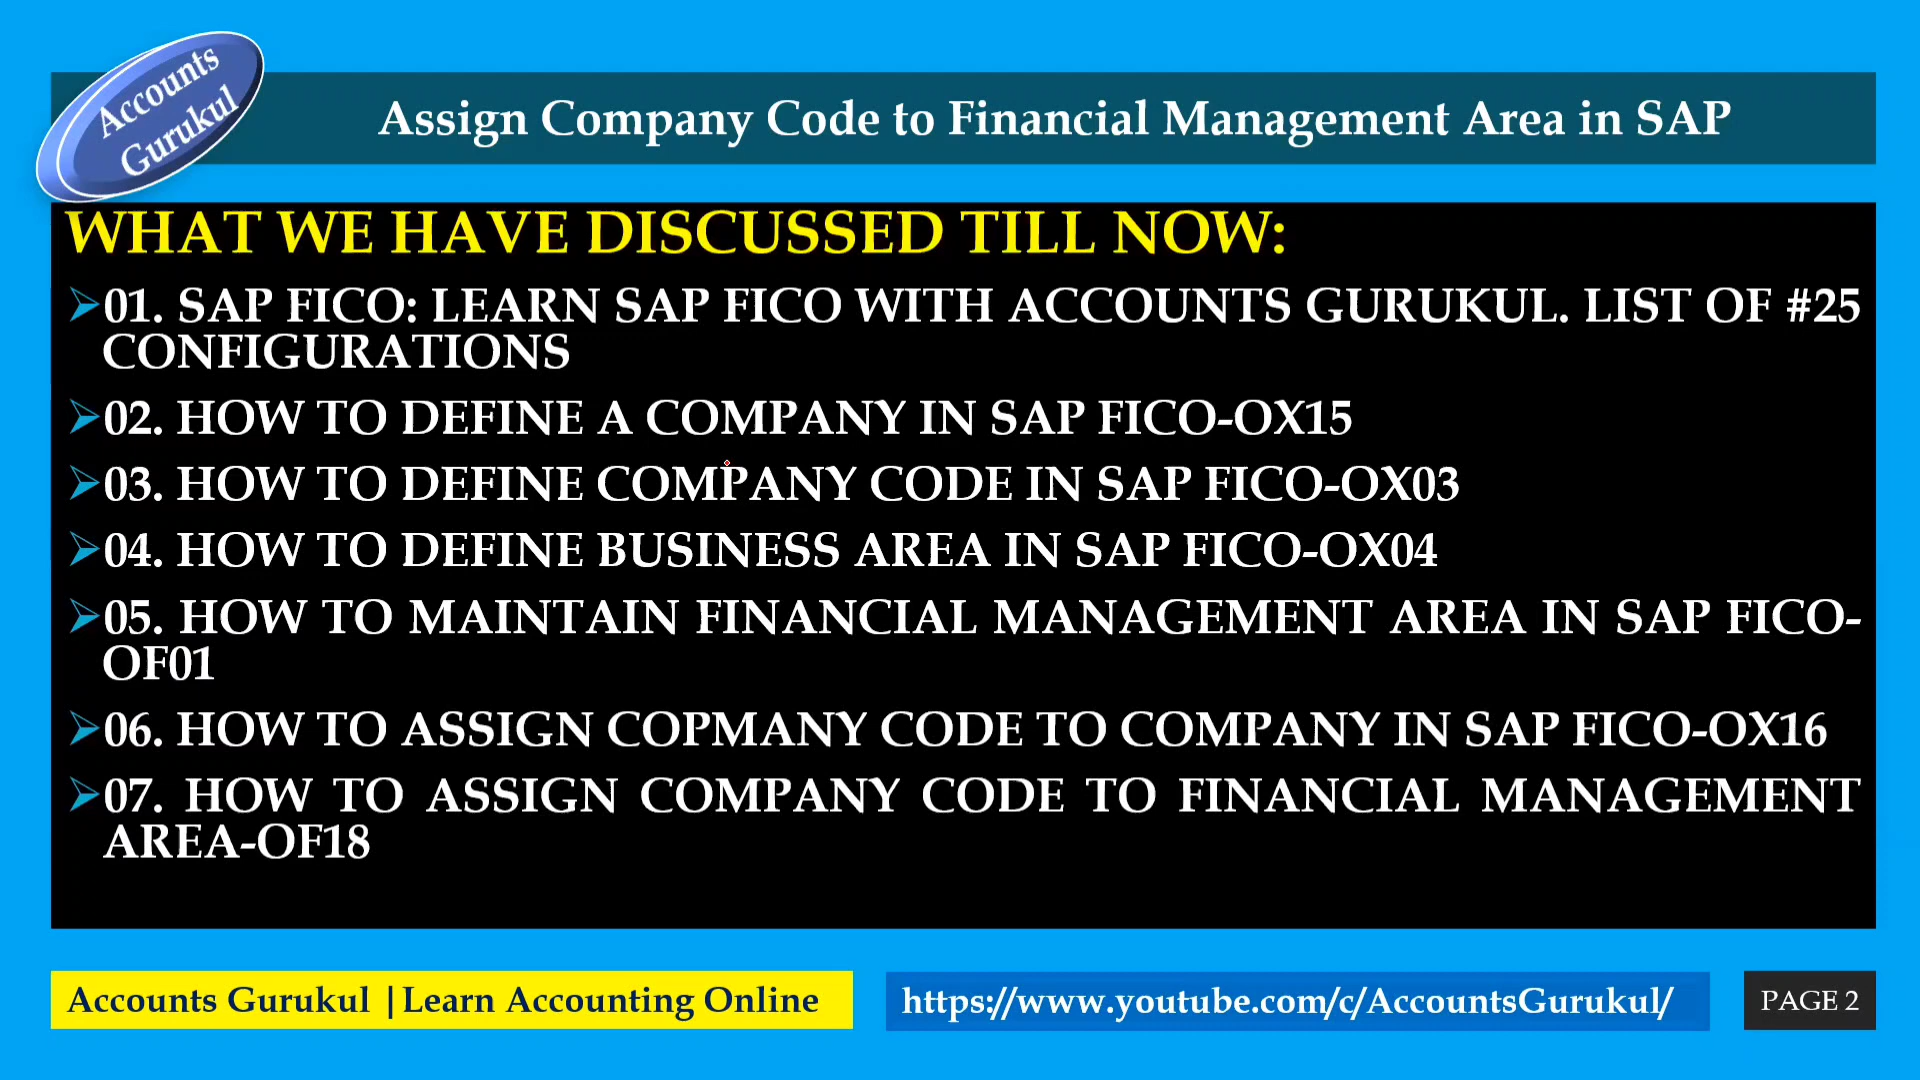 Accounts
Gurukul
Assign Company Code to Financial Management Area in SAP
WHAT WE HAVE DISCUSSED TILL NOW:
01. SAP FICO: LEARN SAP FICO WITH ACCOUNTS GURUKUL. LIST OF #25
CONFIGURATIONS
02. HOW TO DEFINE A COMPANY IN SAP FICO-OX15
03. HOW TO DEFINE COMPANY CODE IN SAP FICO-OX03
04. HOW TO DEFINE BUSINESS AREA IN SAP FICO-OX04
05. HOW TO MAINTAIN FINANCIAL MANAGEMENT AREA IN SAP FICO-
OF01
06. HOW TO ASSIGN COPMANY CODE TO COMPANY IN SAP FICO-OX16
07. HOW TO ASSIGN COMPANY CODE TO FINANCIAL MANAGEMENT
AREA-OF18
Accounts Gurukul |Learn Accounting Online
https://www.youtube.com/c/AccountsGurukul/
PAGE 2